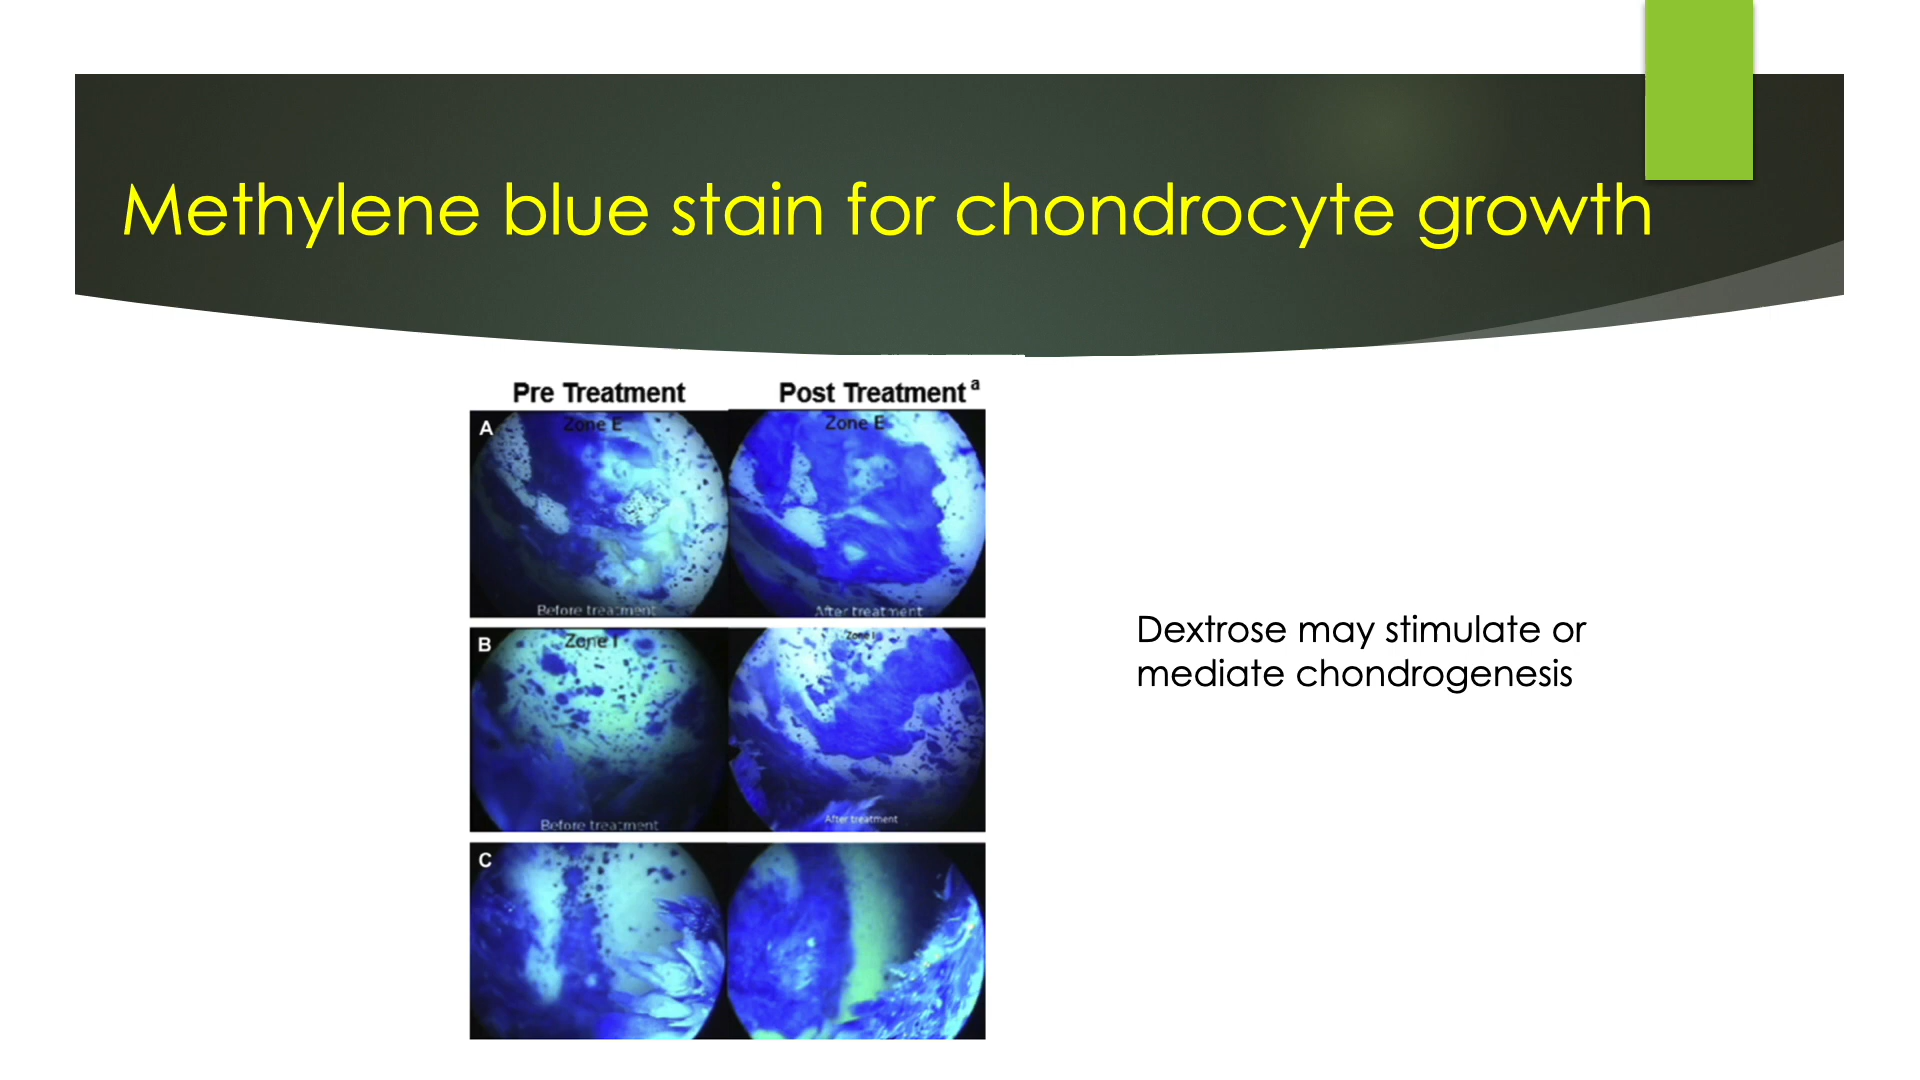 Methylene blue stain for chondrocyte growth
Pre Treatment
Post Treatment a
A
Zone E
Before treatment
Zone E
After treatment
B
Zone I
Before treatment
Zone I
After treatment
C
Dextrose may stimulate or
mediate chondrogenesis